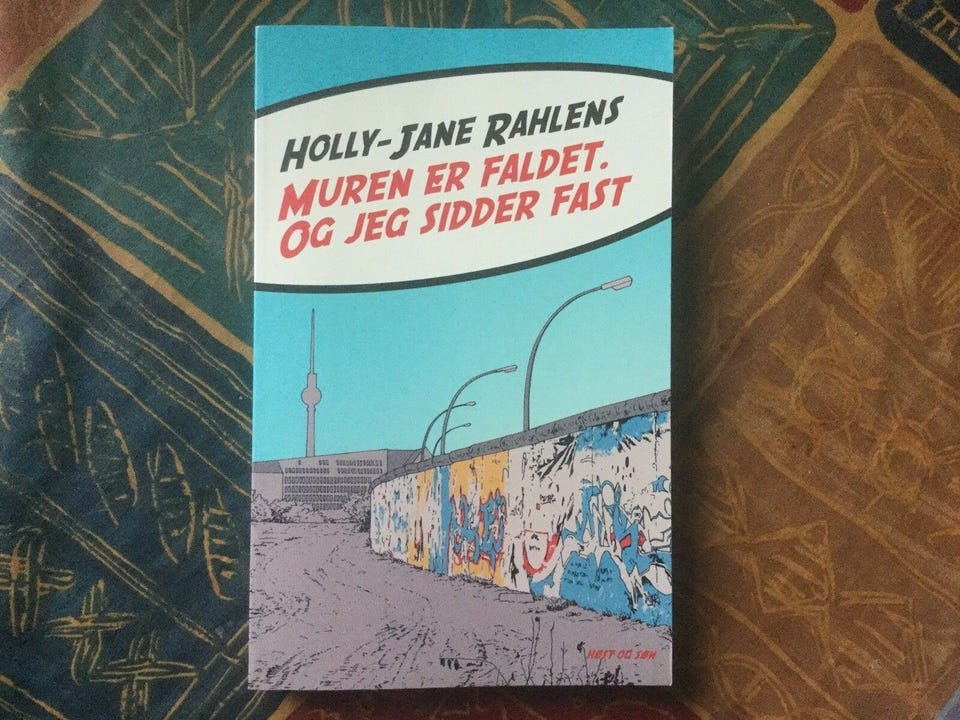 HOLLY-JANE RAHLENS
MUREN ER FALDET.
OG JEG SIDDER FAST
HØST OG SØN